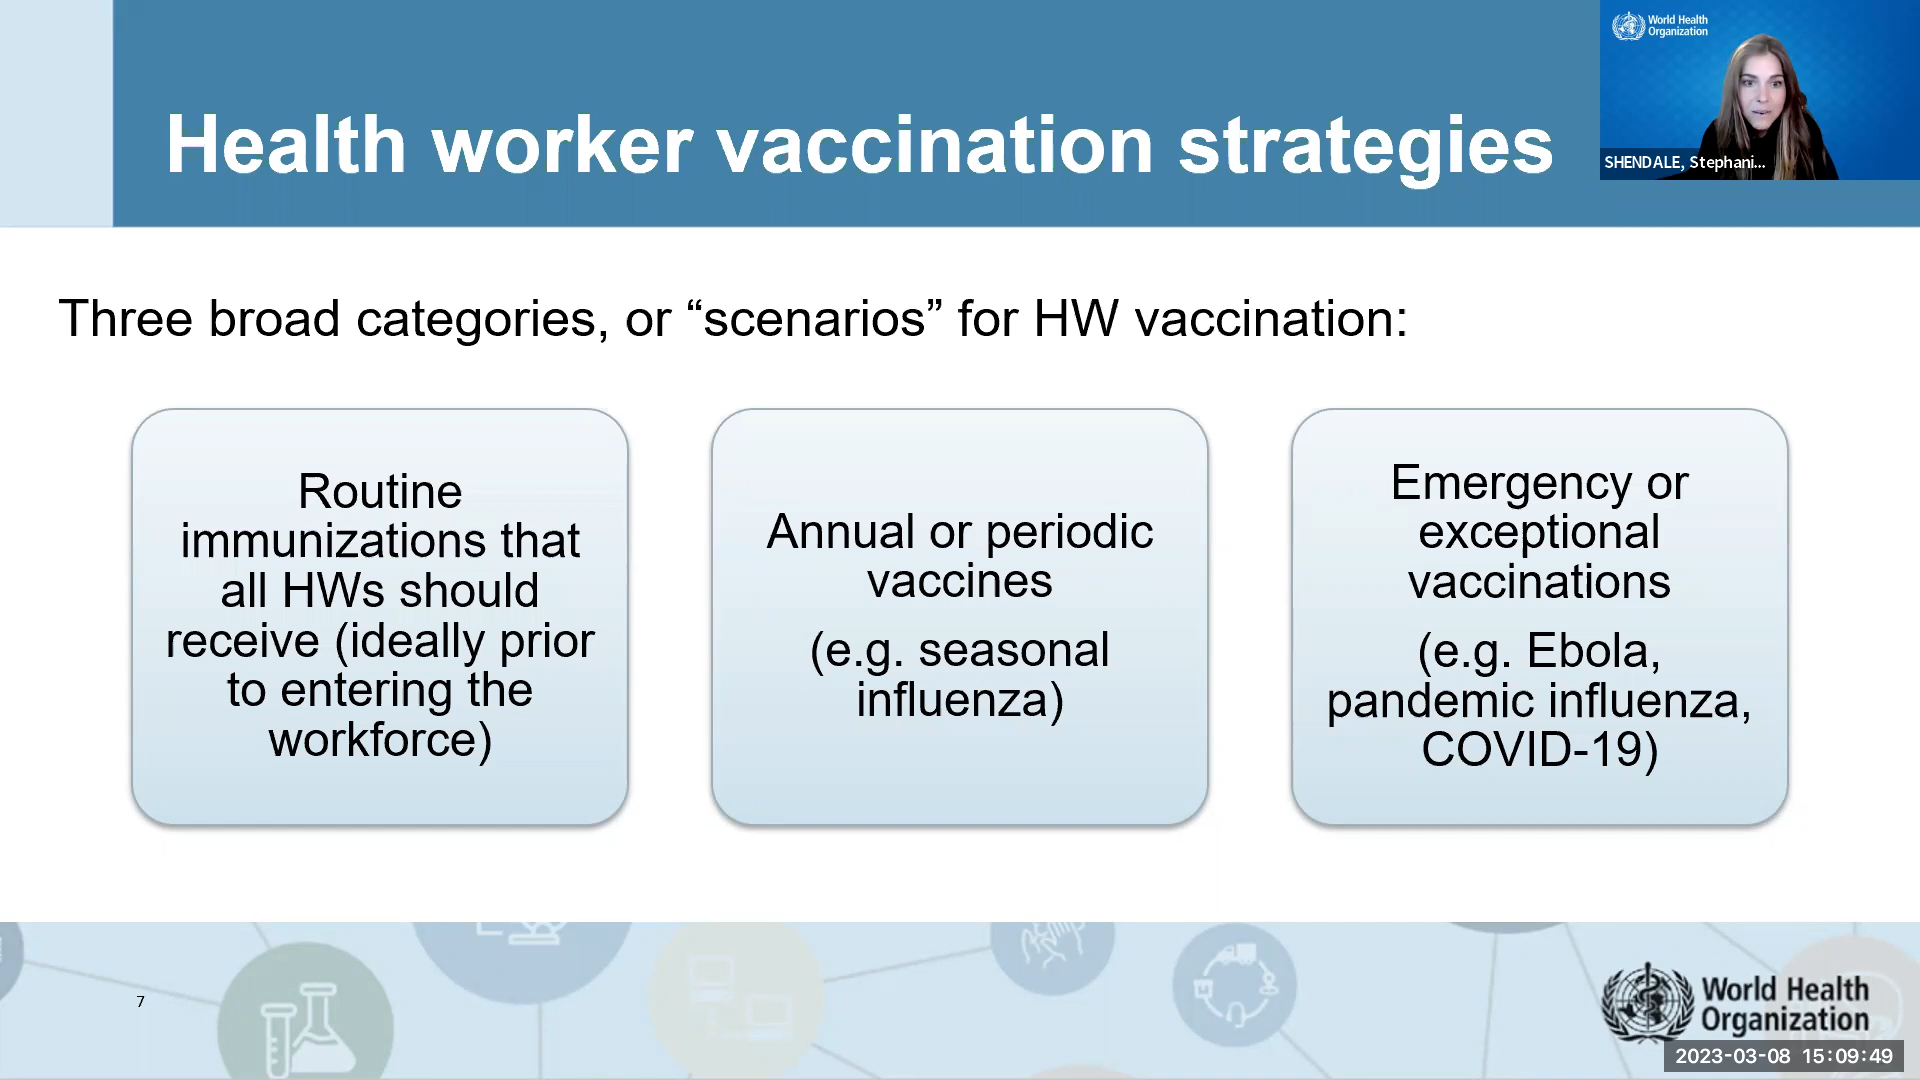 World Health
Organization
SHENDALE, Stephani...
Health worker vaccination strategies
Three broad categories, or “scenarios” for HW vaccination:
Routine
immunizations that
all HWs should
receive (ideally prior
to entering the
workforce)
Annual or periodic
vaccines
(e.g. seasonal
influenza)
Emergency or
exceptional
vaccinations
(e.g. Ebola,
pandemic influenza,
COVID-19)
7
World Health
Organization
2023-03-08 15:09:49